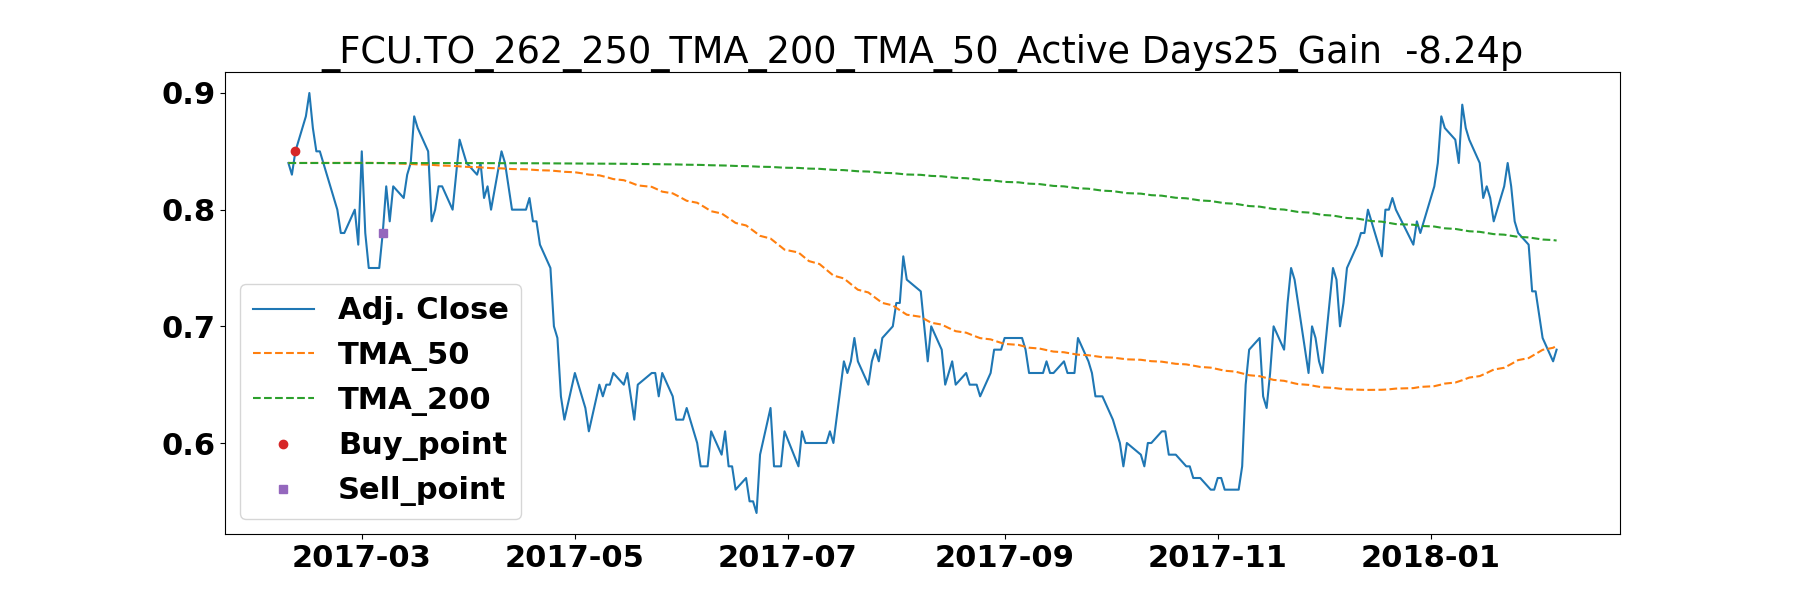 _FCU.TO_262_250_TMA_200_TMA_50_Active Days25_Gain  -8.24p
0.9
0.8
0.7
0.6
Adj. Close
TMA_50
TMA_200
Buy_point
Sell_point
2017-03 2017-05 2017-07 2017-09 2017-11 2018-01